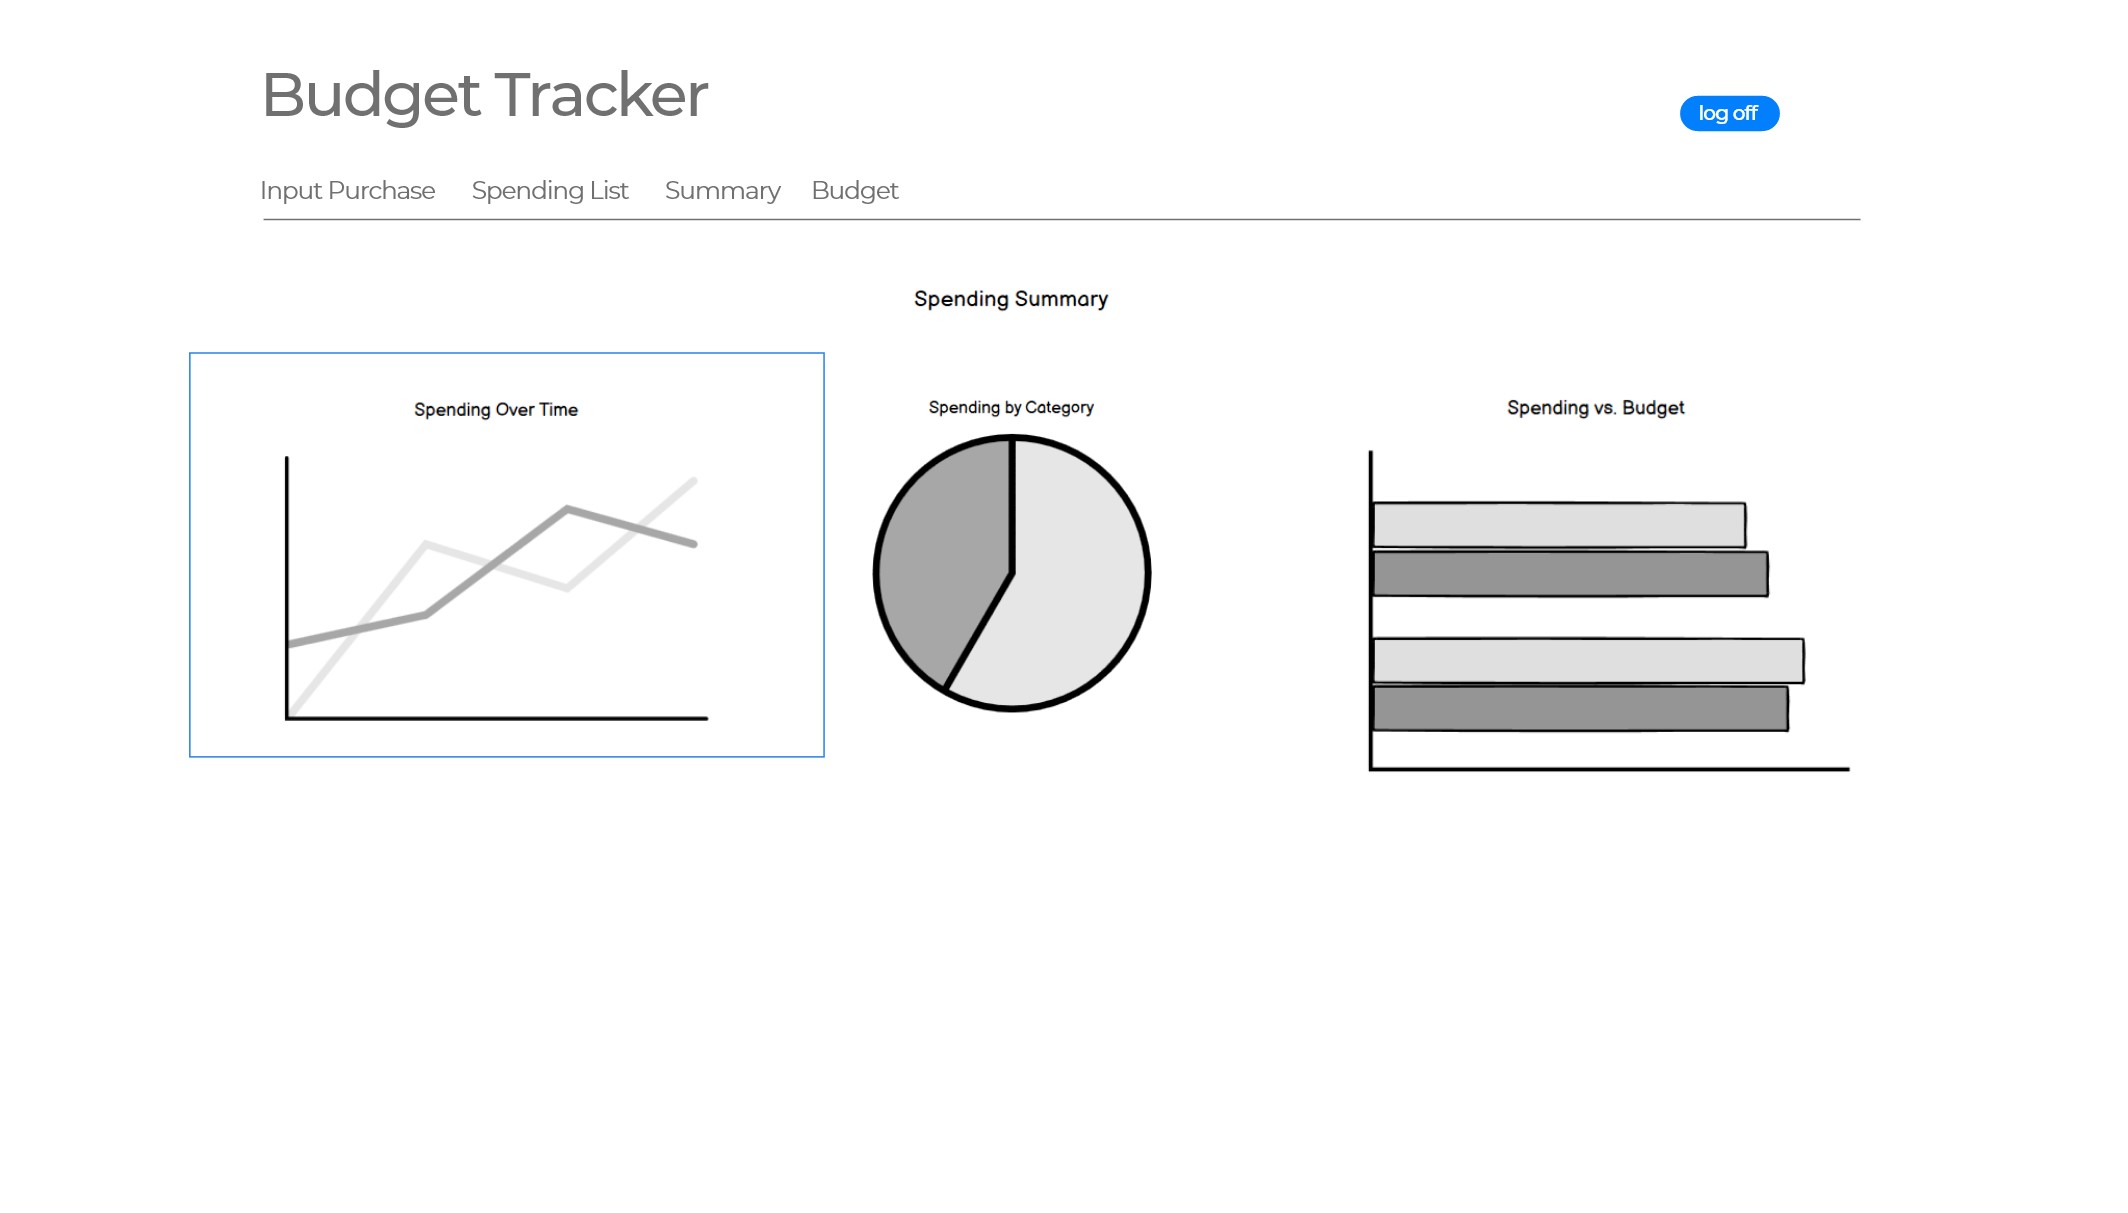 Budget Tracker
log off
Input Purchase Spending List Summary Budget
Spending Summary
Spending Over Time
Spending by Category
Spending vs. Budget